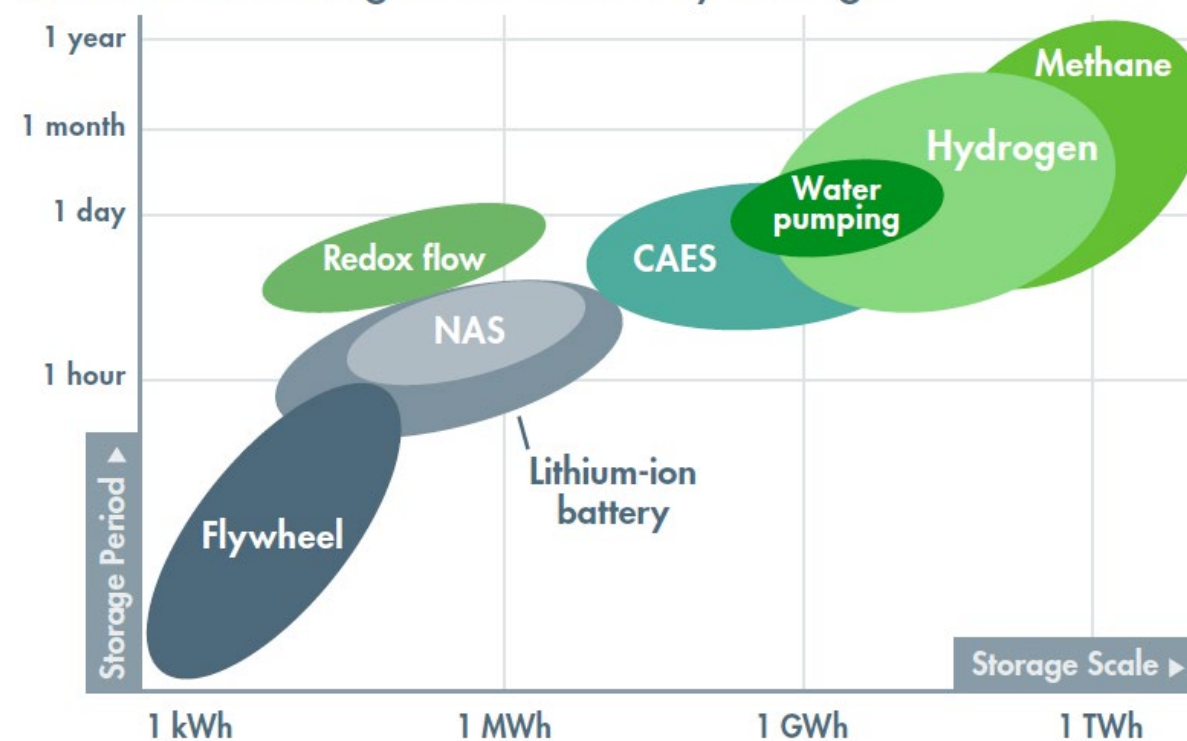 1 year
Methane
1 month
Hydrogen
Water
pumping
1 day
Redox flow
CAES
NAS
1 hour
Lithium-ion
battery
Flywheel
Storage Period ▲
Storage Scale ▶
1 kWh
1 MWh
1 GWh
1 TWh